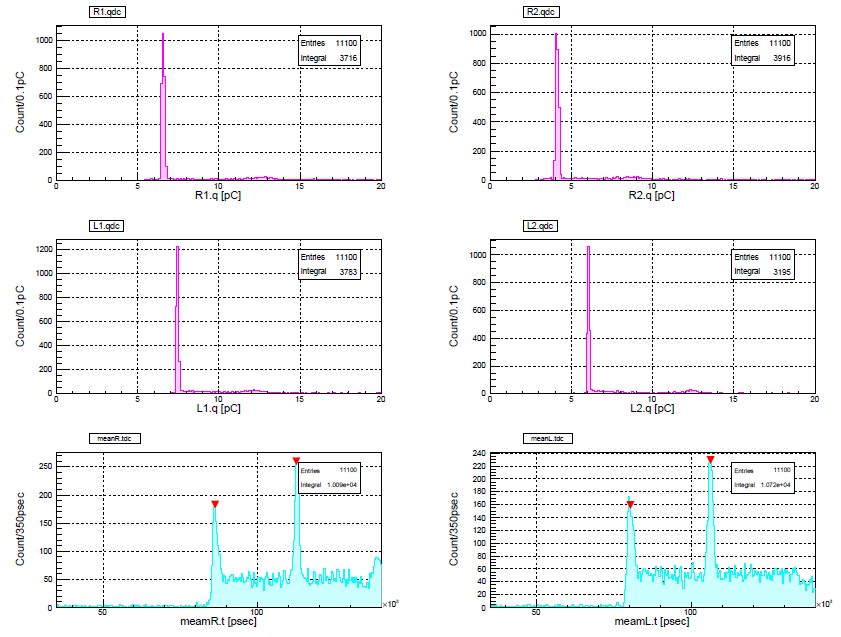 R1.qdc
Entries 11100
Integral 3716
Count/0.1pC
1000
800
600
400
200
0
0 5 10 15 20
R1.q [pC]
R2.qdc
Entries 11100
Integral 3916
Count/0.1pC
1000
800
600
400
200
0
0 5 10 15 20
R2.q [pC]
L1.qdc
Entries 11100
Integral 3783
Count/0.1pC
1200
1000
800
600
400
200
0
0 5 10 15 20
L1.q [pC]
L2.qdc
Entries 11100
Integral 3195
Count/0.1pC
1000
800
600
400
200
0
0 5 10 15 20
L2.q [pC]
meanR.tdc
Entries 11100
Integral 1.009e+04
Count/350psec
250
200
150
100
50
0
50 100 ×10³
meamR.t [psec]
meanL.tdc
Entries 11100
Integral 1.072e+04
Count/350psec
240
220
200
180
160
140
120
100
80
60
40
20
0
50 100 ×10³
meamL.t [psec]